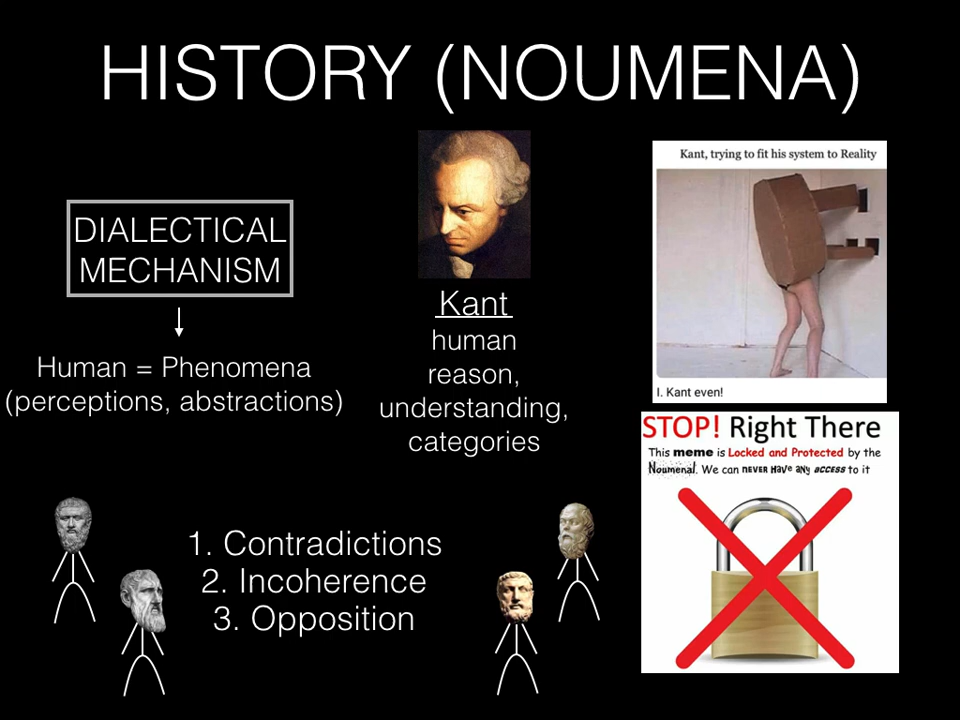 HISTORY (NOUMENA)
DIALECTICAL
MECHANISM
Human = Phenomena
(perceptions, abstractions)
Kant
human
reason,
understanding,
categories
1. Contradictions
2. Incoherence
3. Opposition
Kant, trying to fit his system to Reality
I. Kant even!
STOP! Right There
This meme is Locked and Protected by the
Noumenal. We can NEVER HAVE ANY ACCESS to it